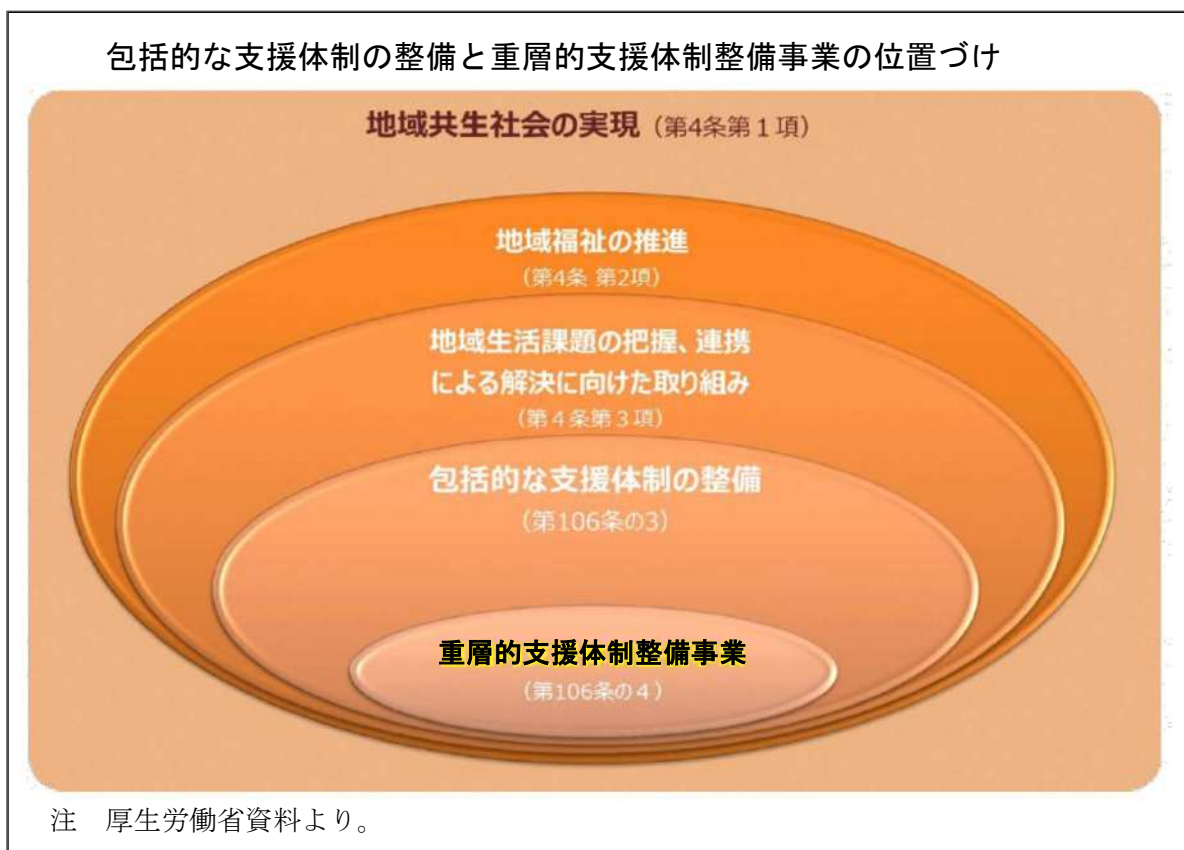 包括的な支援体制の整備と重層的支援体制整備事業の位置づけ
地域共生社会の実現（第4条第１項）
地域福祉の推進
（第4条 第2項）
地域生活課題の把握、連携
による解決に向けた取り組み
（第４条第３項）
包括的な支援体制の整備
（第106条の3）
重層的支援体制整備事業
（第106条の４）
注　厚生労働省資料より。